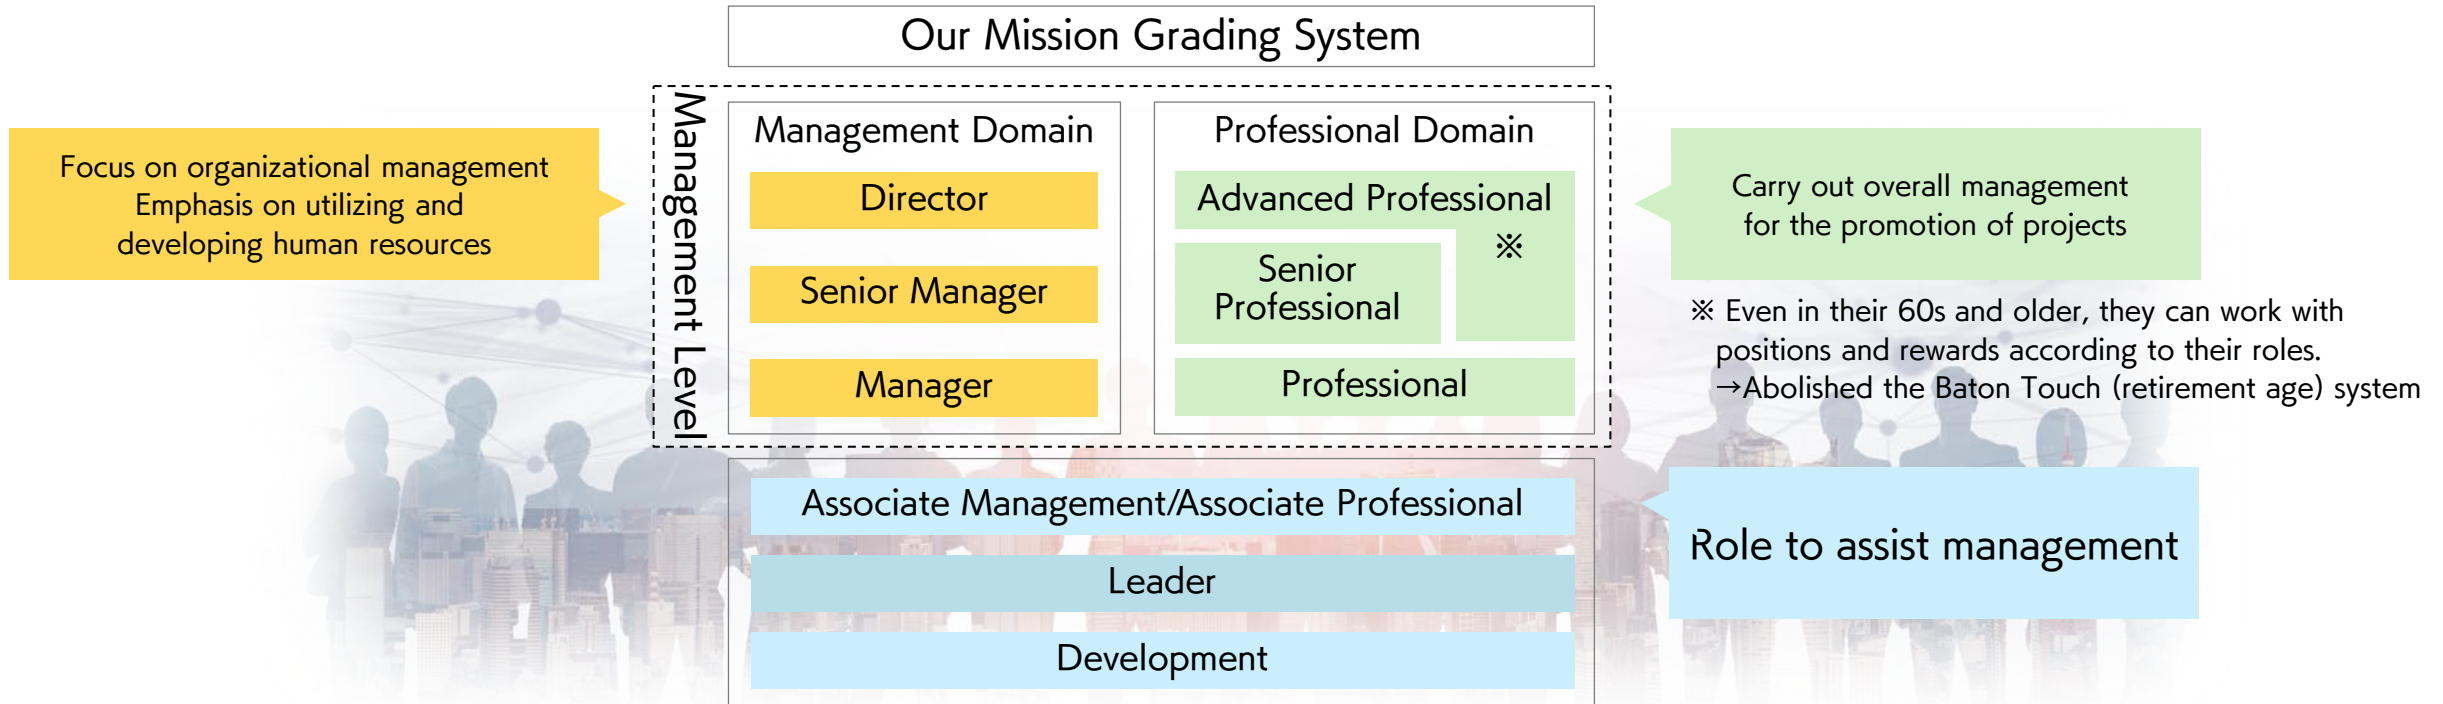 Our Mission Grading System
Management Level
Management Domain
Director
Senior Manager
Manager
Professional Domain
Advanced Professional
※
Senior
Professional
Professional
Focus on organizational management
Emphasis on utilizing and
developing human resources
Carry out overall management
for the promotion of projects
※ Even in their 60s and older, they can work with
positions and rewards according to their roles.
→Abolished the Baton Touch (retirement age) system
Associate Management/Associate Professional
Leader
Development
Role to assist management